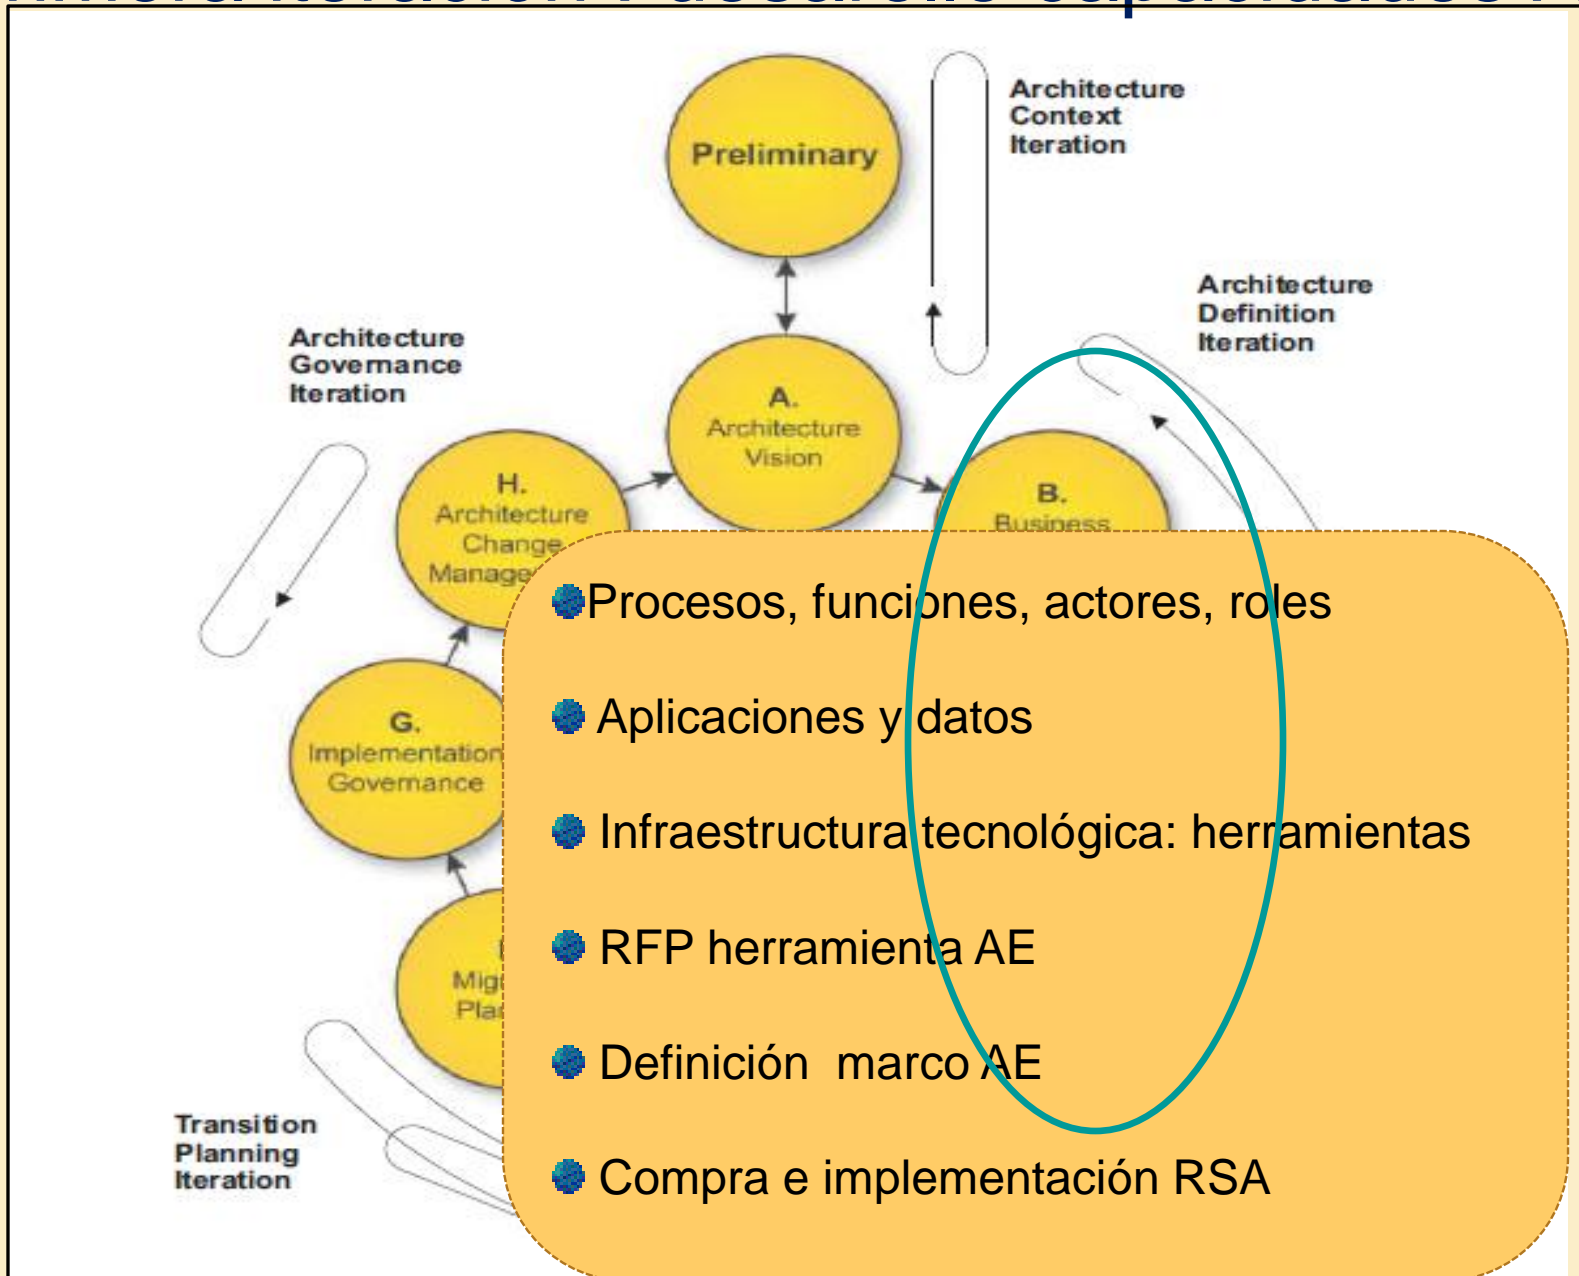 Preliminary
Architecture
Context
Iteration
Architecture
Definition
Iteration
Architecture
Governance
Iteration
A.
Architecture
Vision
H.
Architecture
Change
B.
Business
Procesos, funciones, actores, roles
G.
Implementation
Governance
Aplicaciones y datos
Infraestructura tecnológica: herramientas
RFP herramienta AE
Definición marco AE
Transition
Planning
Iteration
Compra e implementación RSA